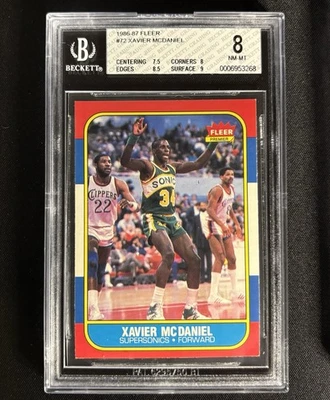 BECKETT
1986-87 FLEER
#73 XAVIER MCDANIEL
CENTERING 7.5 CORNERS 8
EDGES 8.5 SURFACE 9
8
NM-MT
0006953268
FLEER
PREMIER
CLIPPERS
22
SONICS
34
XAVIER McDANIEL
SUPERSONICS • FORWARD